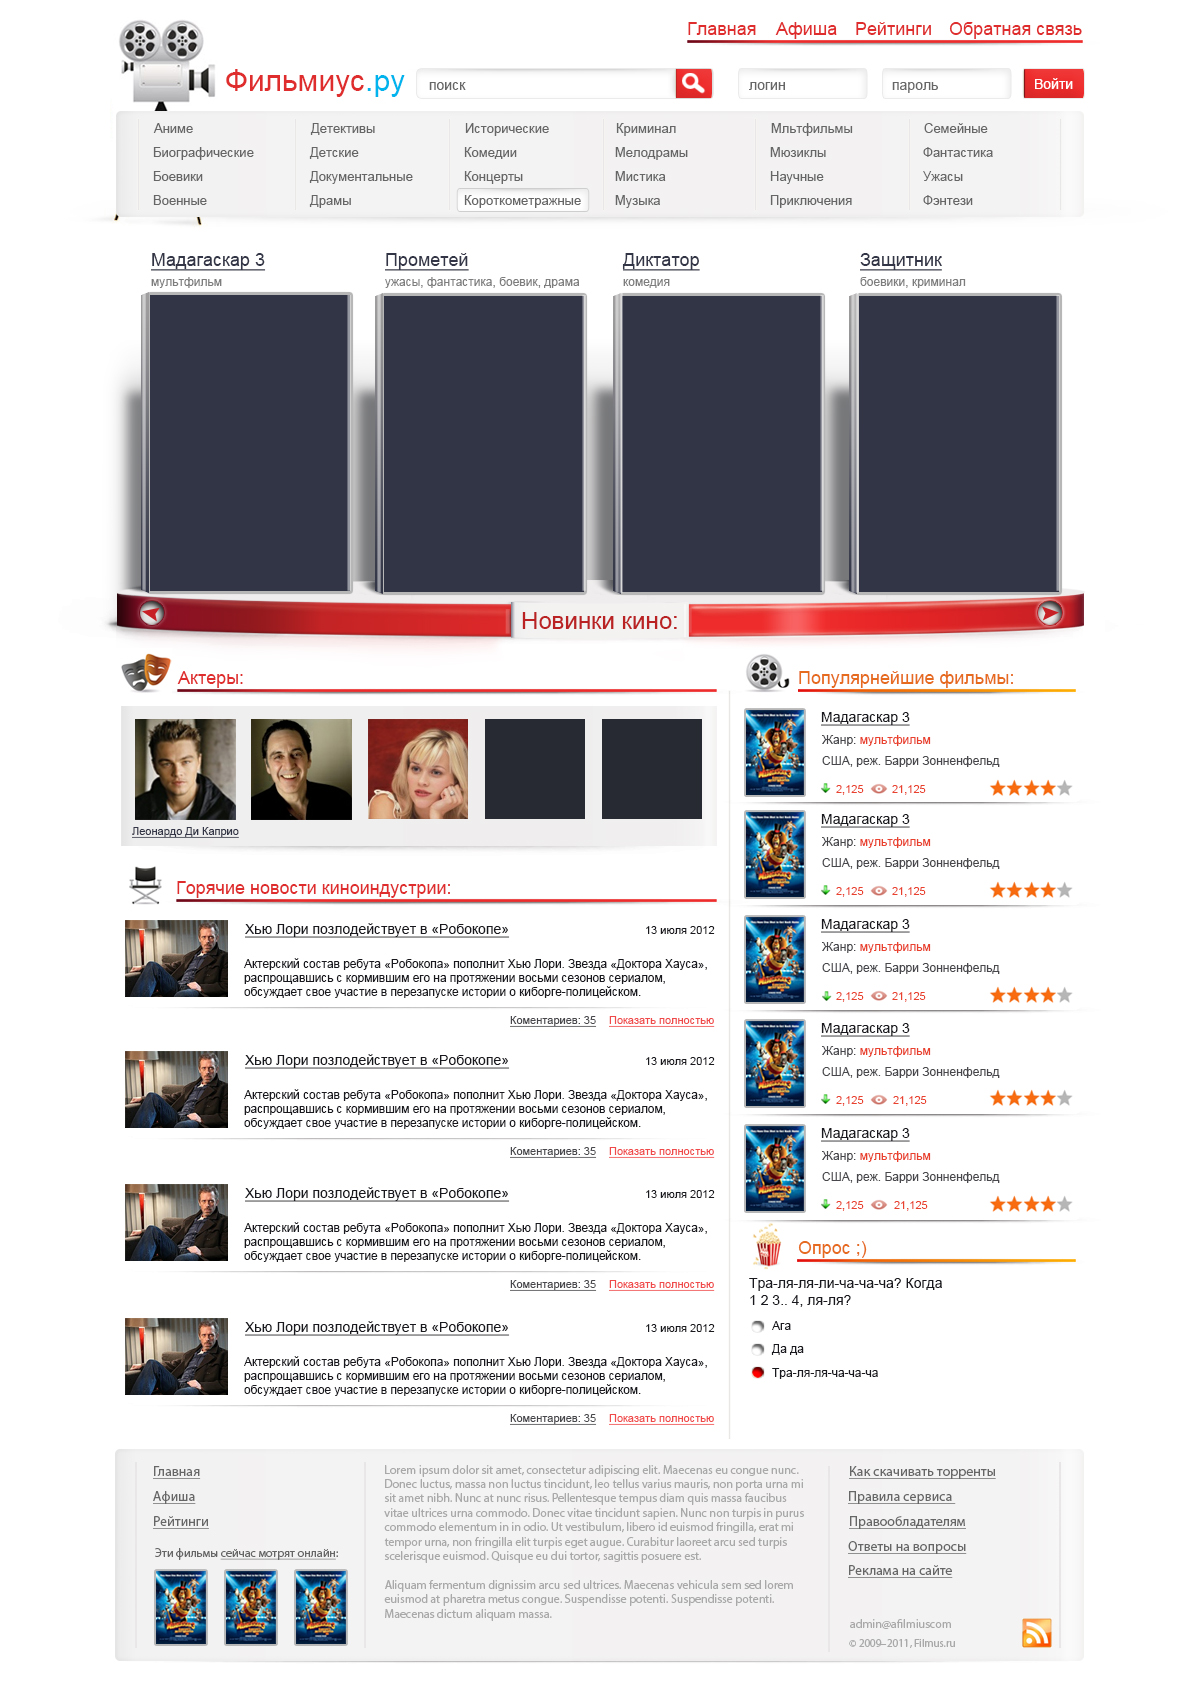 Главная Афиша Рейтинги Обратная связь
Фильмиус.ру
поиск
логин
пароль
Войти
Аниме
Биографические
Боевики
Военные
Детективы
Детские
Документальные
Драмы
Исторические
Комедии
Концерты
Короткометражные
Криминал
Мелодрамы
Мистика
Музыка
Мльтфильмы
Мюзиклы
Научные
Приключения
Семейные
Фантастика
Ужасы
Фэнтези
Мадагаскар 3
мультфильм
Прометей
ужасы, фантастика, боевик, драма
Диктатор
комедия
Защитник
боевики, криминал
Новинки кино:
Актеры:
Леонардо Ди Каприо
Горячие новости киноиндустрии:
Хью Лори позлодействует в «Робокопе» 13 июля 2012
Актерский состав ребута «Робокопа» пополнит Хью Лори. Звезда «Доктора Хауса»,
распрощавшись с кормившим его на протяжении восьми сезонов сериалом,
обсуждает свое участие в перезапуске истории о киборге-полицейском.
Коментариев: 35 Показать полностью
Хью Лори позлодействует в «Робокопе» 13 июля 2012
Актерский состав ребута «Робокопа» пополнит Хью Лори. Звезда «Доктора Хауса»,
распрощавшись с кормившим его на протяжении восьми сезонов сериалом,
обсуждает свое участие в перезапуске истории о киборге-полицейском.
Коментариев: 35 Показать полностью
Хью Лори позлодействует в «Робокопе» 13 июля 2012
Актерский состав ребута «Робокопа» пополнит Хью Лори. Звезда «Доктора Хауса»,
распрощавшись с кормившим его на протяжении восьми сезонов сериалом,
обсуждает свое участие в перезапуске истории о киборге-полицейском.
Коментариев: 35 Показать полностью
Хью Лори позлодействует в «Робокопе» 13 июля 2012
Актерский состав ребута «Робокопа» пополнит Хью Лори. Звезда «Доктора Хауса»,
распрощавшись с кормившим его на протяжении восьми сезонов сериалом,
обсуждает свое участие в перезапуске истории о киборге-полицейском.
Коментариев: 35 Показать полностью
Популярнейшие фильмы:
Мадагаскар 3
Жанр: мультфильм
США, реж. Барри Зонненфельд
2,125 21,125
Мадагаскар 3
Жанр: мультфильм
США, реж. Барри Зонненфельд
2,125 21,125
Мадагаскар 3
Жанр: мультфильм
США, реж. Барри Зонненфельд
2,125 21,125
Мадагаскар 3
Жанр: мультфильм
США, реж. Барри Зонненфельд
2,125 21,125
Мадагаскар 3
Жанр: мультфильм
США, реж. Барри Зонненфельд
2,125 21,125
Опрос ;)
Тра-ля-ля-ли-ча-ча-ча? Когда
1 2 3.. 4, ля-ля?
Ага
Да да
Тра-ля-ля-ча-ча-ча
Главная
Афиша
Рейтинги
Эти фильмы сейчас мотрят онлайн:
Lorem ipsum dolor sit amet, consectetur adipiscing elit. Maecenas eu congue nunc.
Donec luctus, massa non luctus tincidunt, leo tellus varius mauris, non porta urna mi
sit amet nibh. Nunc at nunc risus. Pellentesque tempus diam quis massa faucibus
vitae ultrices urna commodo. Donec vitae tincidunt sapien. Nunc non turpis in purus
commodo elementum in in odio. Ut vestibulum, libero id euismod fringilla, erat mi
tempor urna, non fringilla elit turpis eget augue. Curabitur laoreet arcu sed turpis
scelerisque euismod. Quisque eu dui tortor, sagittis posuere est.
Aliquam fermentum dignissim arcu sed ultrices. Maecenas vehicula sem sed lorem
euismod at pharetra metus congue. Suspendisse potenti. Suspendisse potenti.
Maecenas dictum aliquam massa.
Как скачивать торренты
Правила сервиса
Правообладателям
Ответы на вопросы
Реклама на сайте
admin@afilmiuscom
© 2009–2011, Filmus.ru